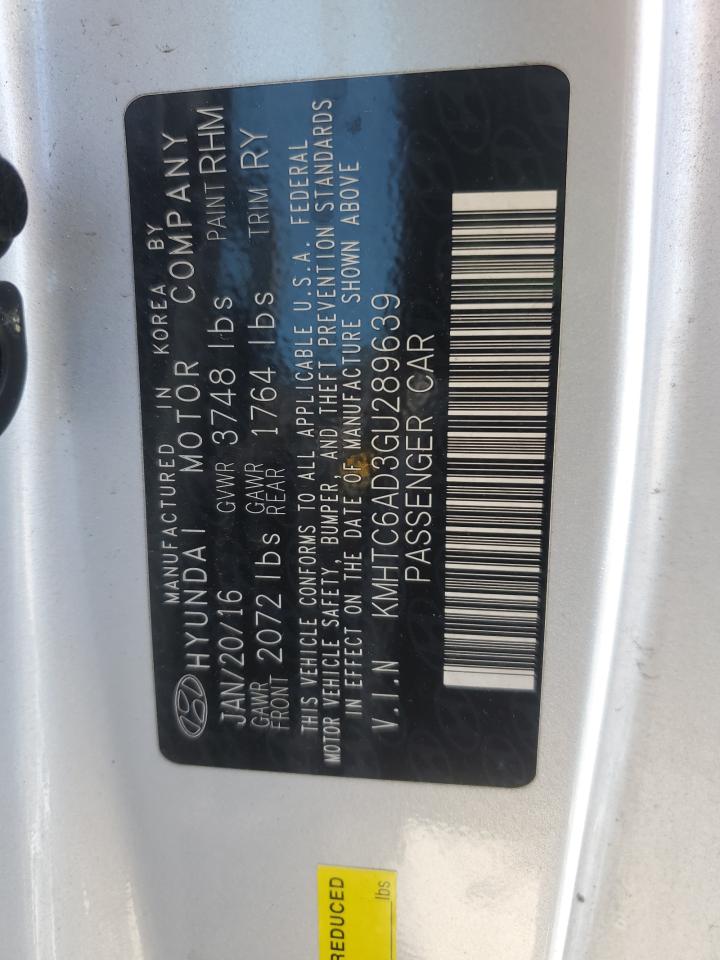 MANUFACTURED IN KOREA BY
HYUNDAI MOTOR COMPANY
JAN/20/16 GVWR 3748 lbs PAINT RHM
GAWR FRONT 2072 lbs GAWR REAR 1764 lbs TRIM RY
THIS VEHICLE CONFORMS TO ALL APPLICABLE U.S.A. FEDERAL
MOTOR VEHICLE SAFETY, BUMPER, AND THEFT PREVENTION STANDARDS
IN EFFECT ON THE DATE OF MANUFACTURE SHOWN ABOVE
V.I.N KMHTC6AD3GU289639
PASSENGER CAR
REDUCED
lbs